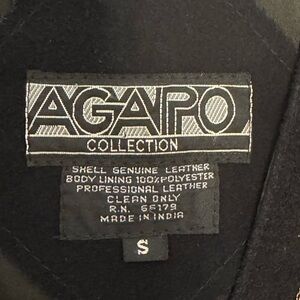 AGAPO
COLLECTION
SHELL GENUINE LEATHER
BODY LINING 100% POLYESTER
PROFESSIONAL LEATHER
CLEAN ONLY
R.N. 66179
MADE IN INDIA
S